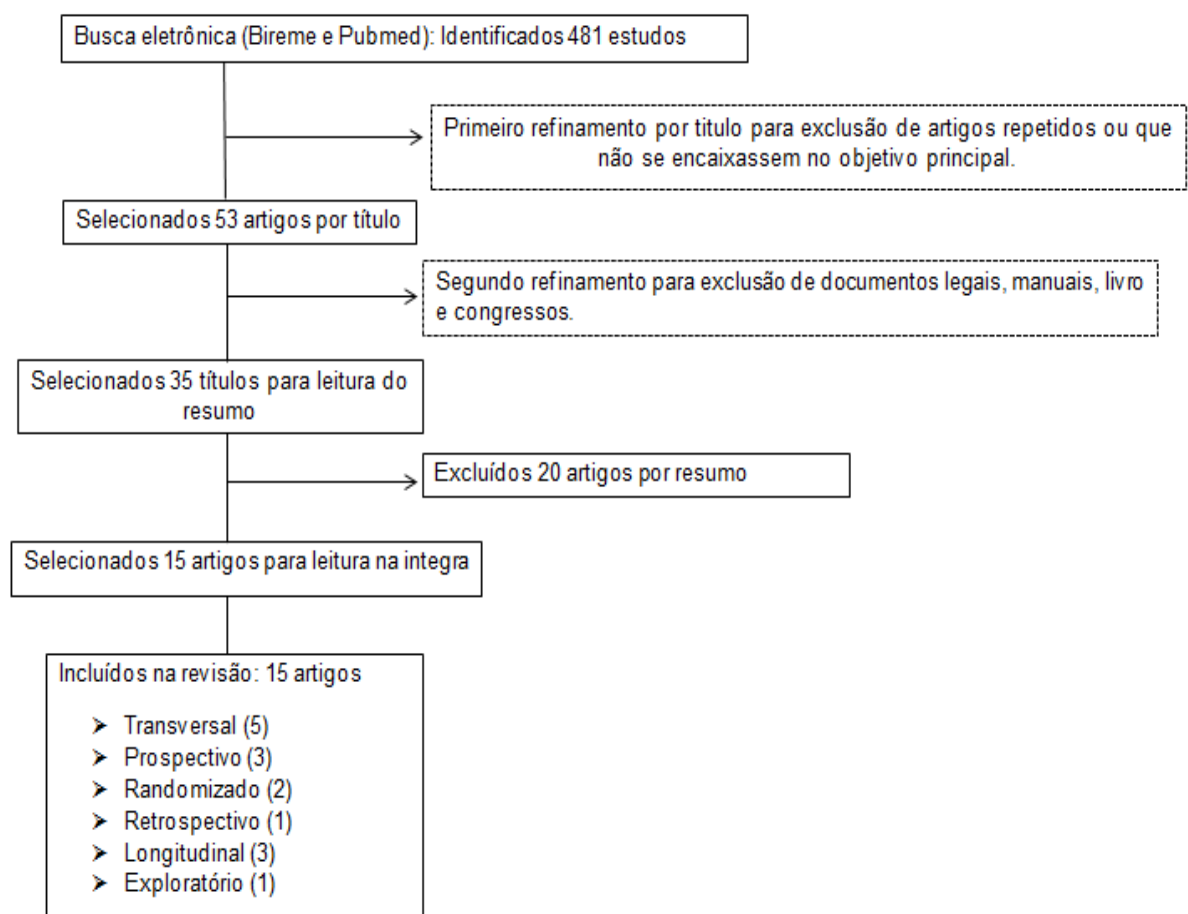 Busca eletrônica (Bireme e Pubmed): Identificados 481 estudos
Primeiro refinamento por titulo para exclusão de artigos repetidos ou que
não se encaixassem no objetivo principal.
Selecionados 53 artigos por título
Segundo refinamento para exclusão de documentos legais, manuais, livro
e congressos.
Selecionados 35 títulos para leitura do
resumo
Excluídos 20 artigos por resumo
Selecionados 15 artigos para leitura na integra
Incluídos na revisão: 15 artigos
➢ Transversal (5)
➢ Prospectivo (3)
➢ Randomizado (2)
➢ Retrospectivo (1)
➢ Longitudinal (3)
➢ Exploratório (1)